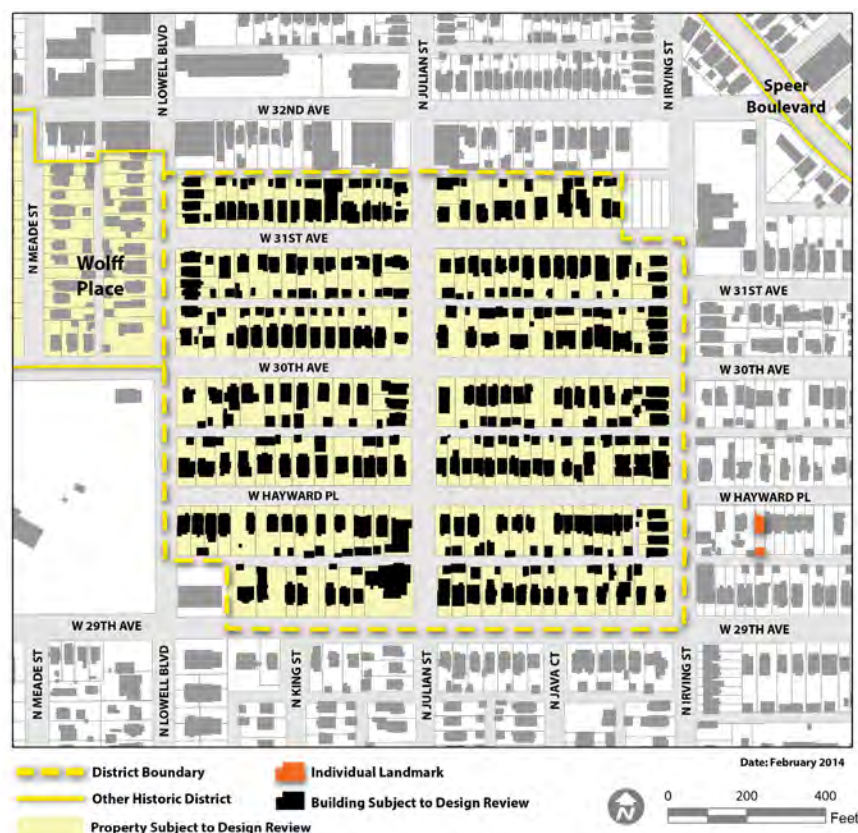 N LOWELL BLVD
N JULIAN ST
N IRVING ST
Speer
Boulevard
W 32ND AVE
N MEADE ST
W 31ST AVE
Wolff
Place
W 31ST AVE
W 30TH AVE
W 30TH AVE
W HAYWARD PL
W HAYWARD PL
W 29TH AVE
W 29TH AVE
N MEADE ST
N LOWELL BLVD
N KING ST
N JULIAN ST
N JAVA CT
N IRVING ST
Date: February 2014
District Boundary
Individual Landmark
Other Historic District
Building Subject to Design Review
Property Subject to Design Review
N
0 200 400
Feet